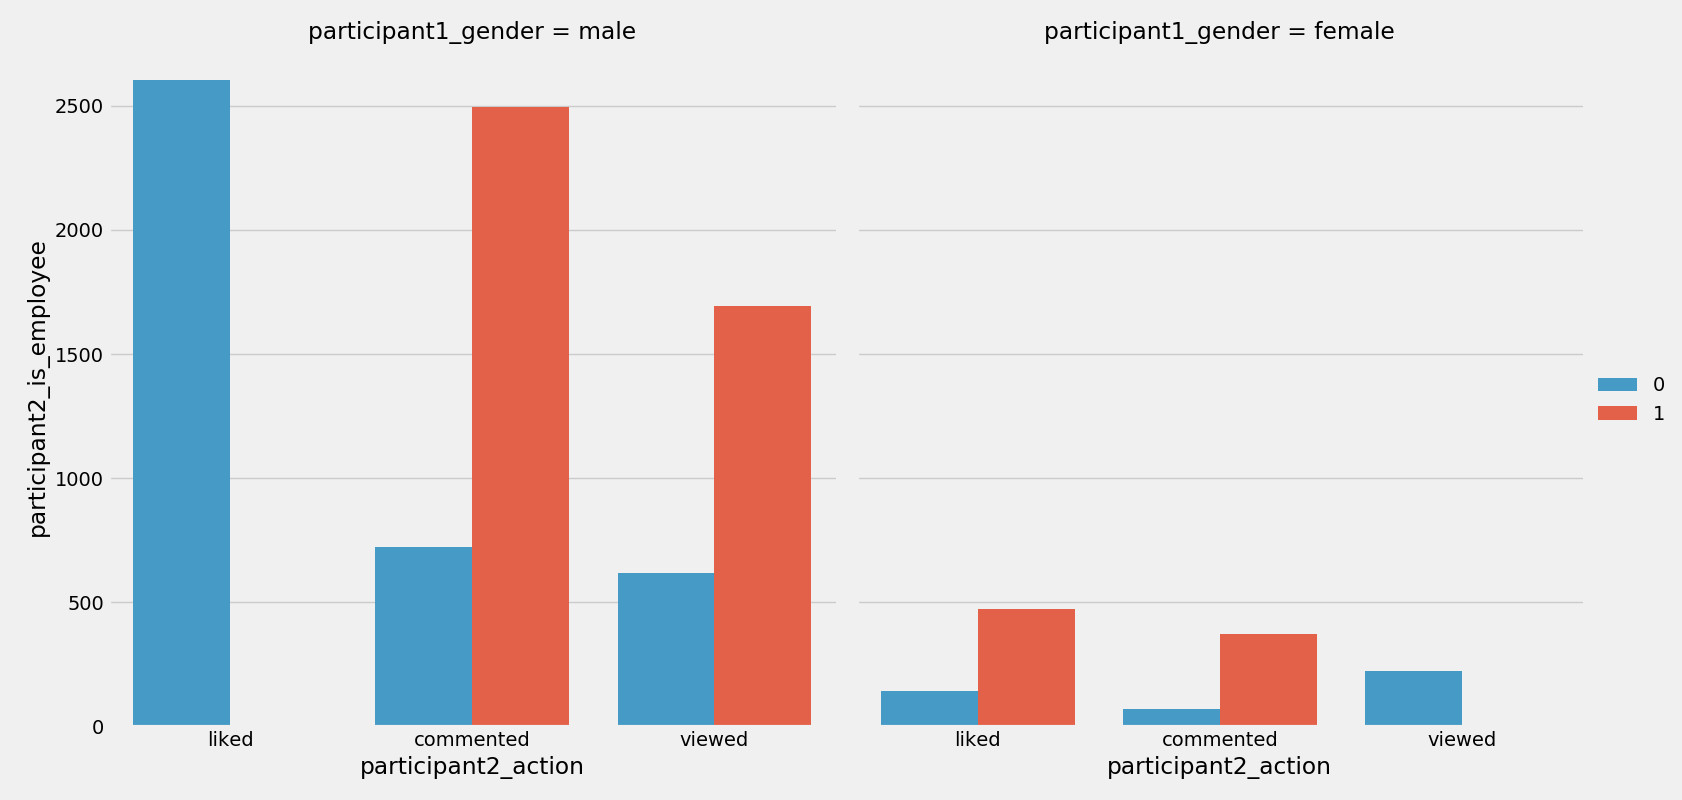 participant1_gender = male
participant1_gender = female
participant2_is_employee
2500
2000
1500
1000
500
0
liked
commented
viewed
participant2_action
liked
commented
viewed
participant2_action
0
1